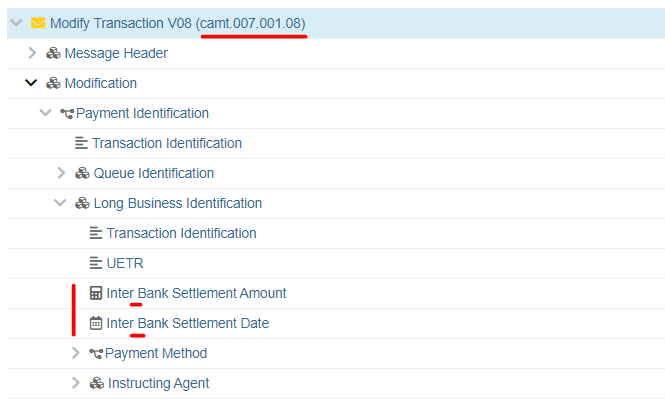 Modify Transaction V08 (camt.007.001.08)
Message Header
Modification
Payment Identification
Transaction Identification
Queue Identification
Long Business Identification
Transaction Identification
UETR
Inter Bank Settlement Amount
Inter Bank Settlement Date
Payment Method
Instructing Agent